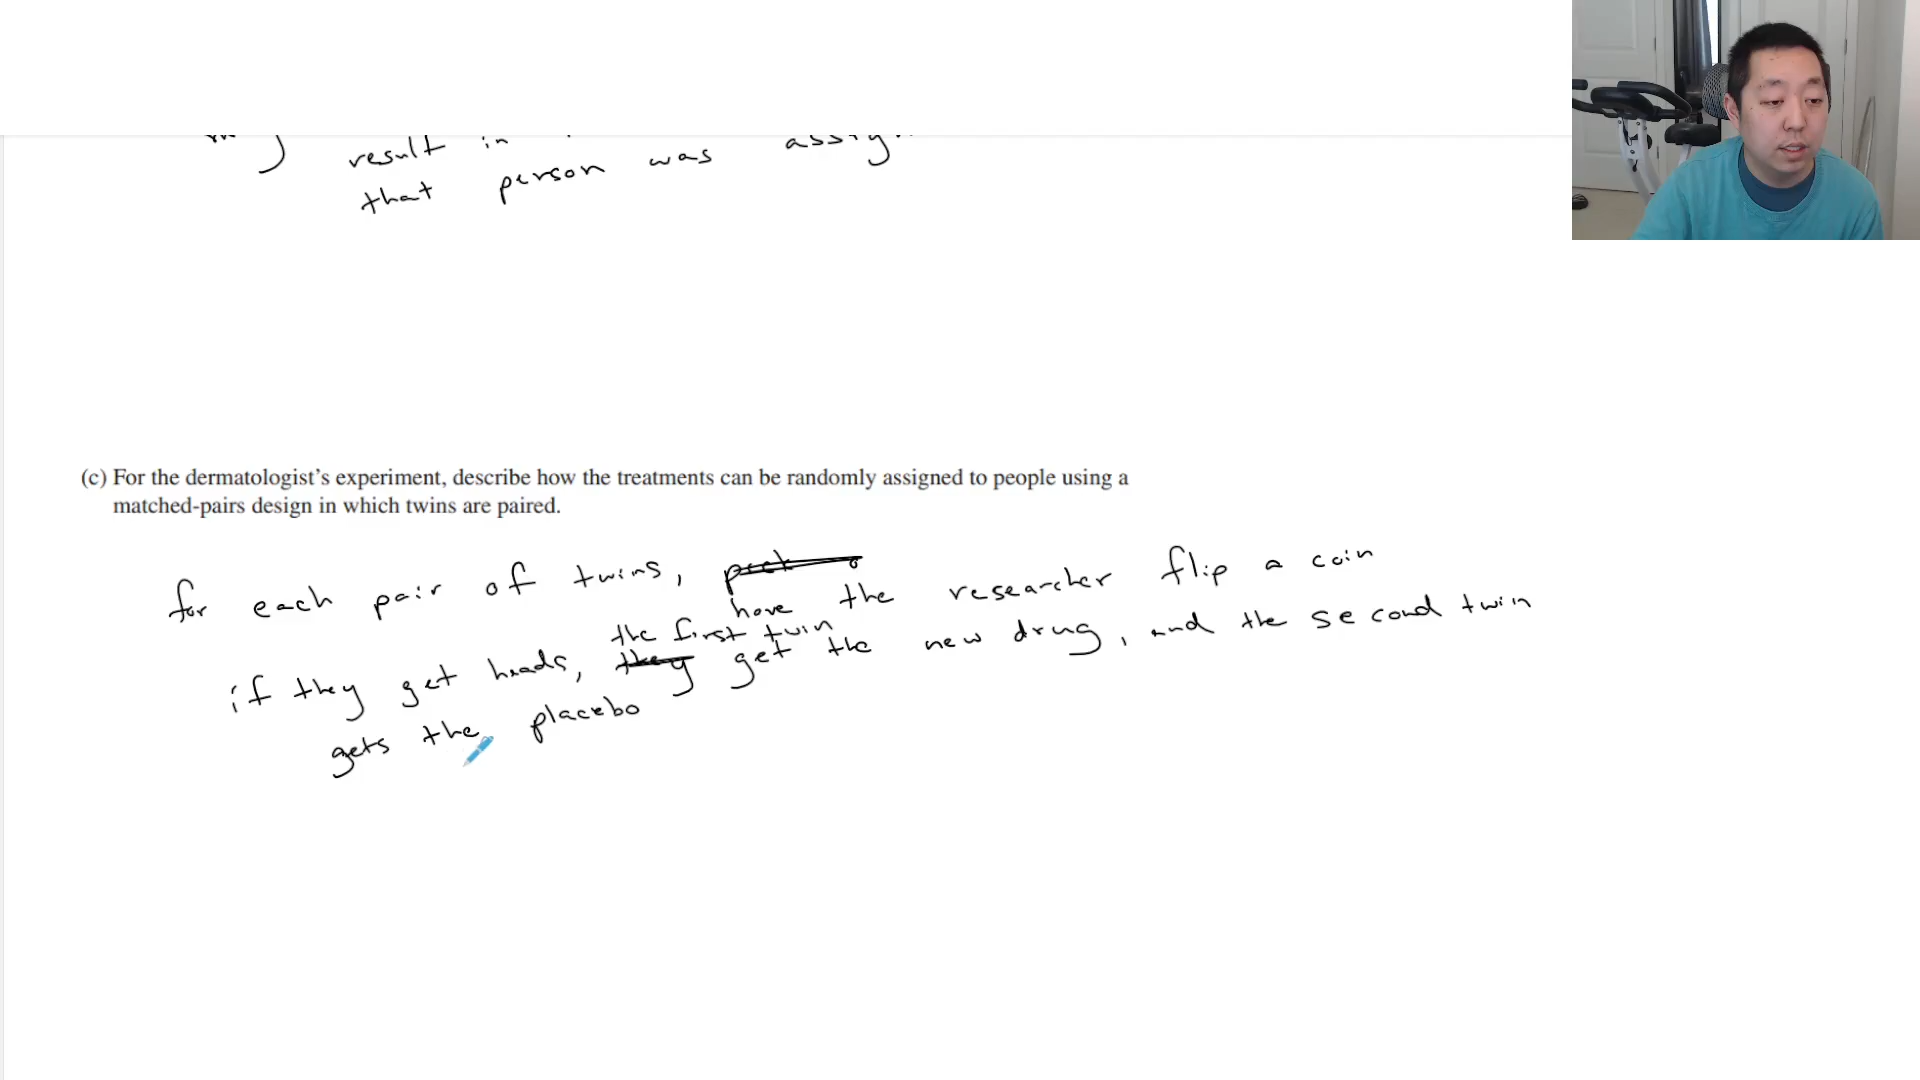 result in
that person was
(c) For the dermatologist's experiment, describe how the treatments can be randomly assigned to people using a
matched-pairs design in which twins are paired.
for each pair of twins, have the researcher flip a coin
if they get heads, the first twin get the new drug, and the second twin
gets the placebo